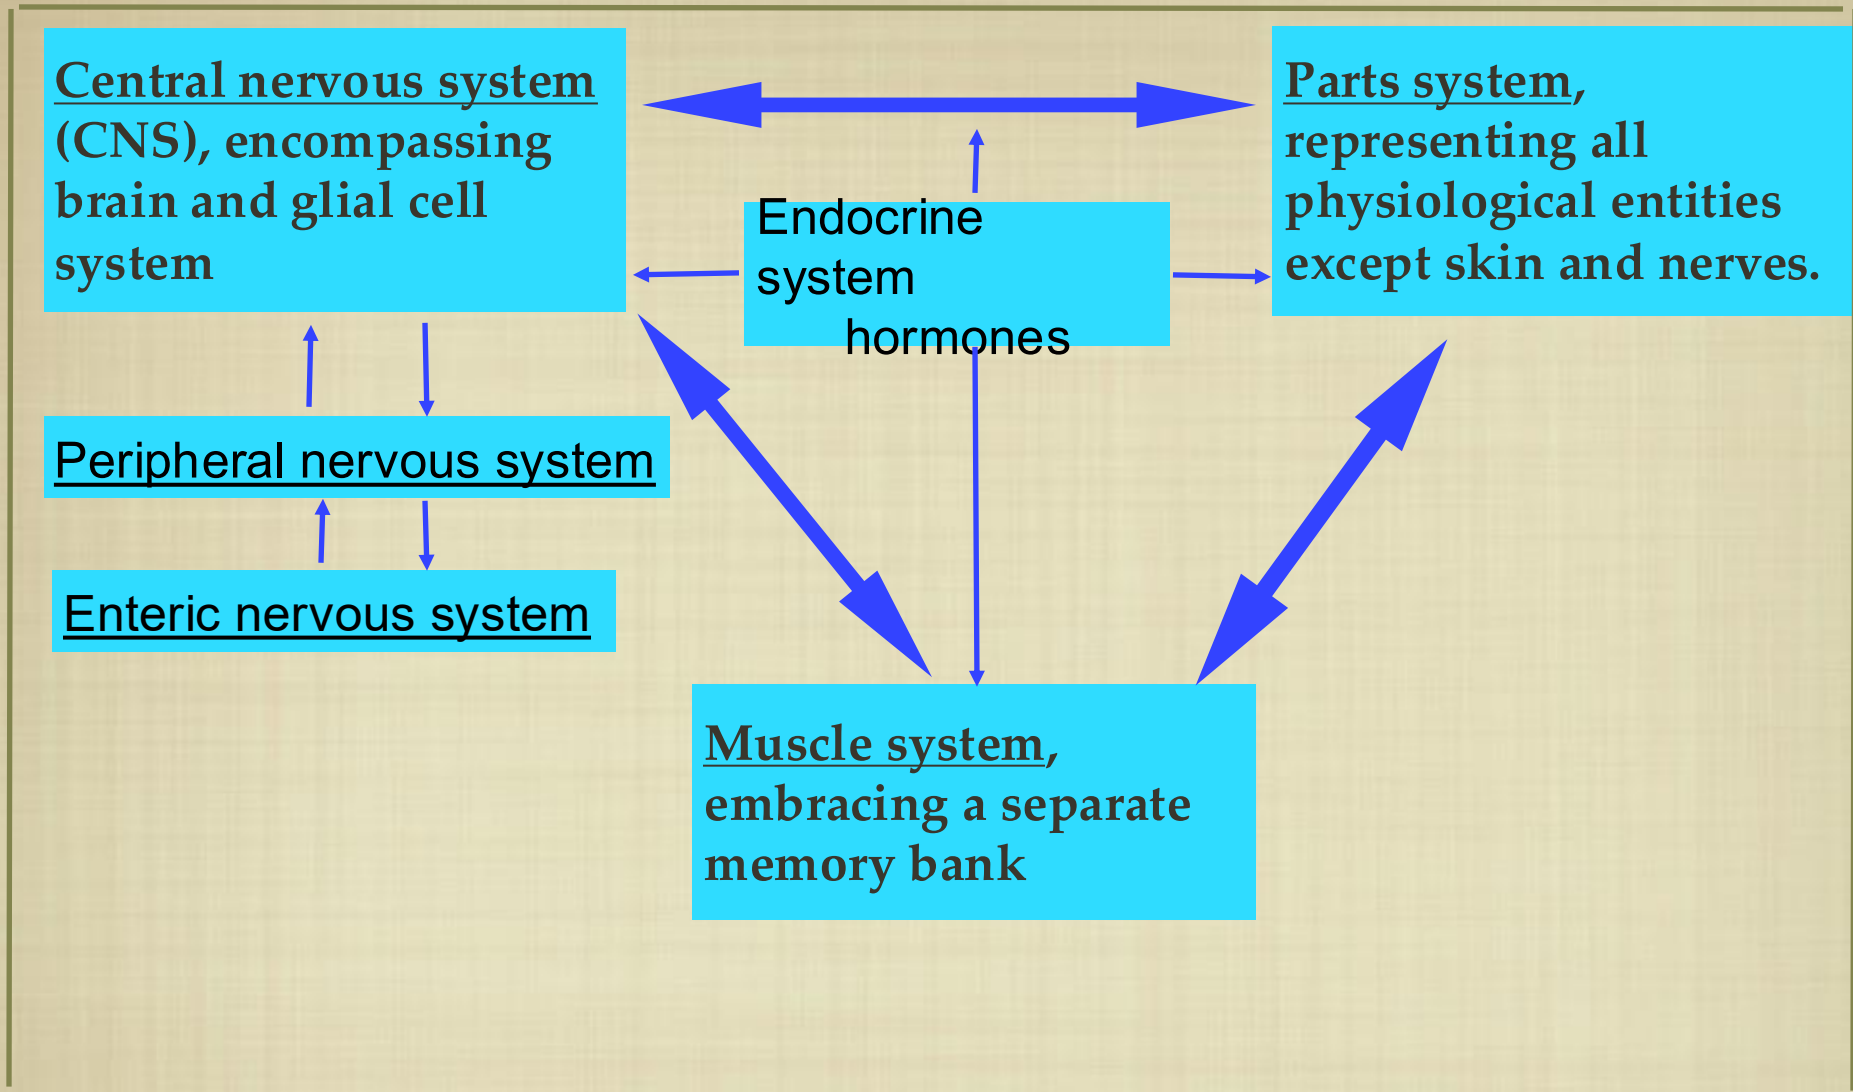 Central nervous system
(CNS), encompassing
brain and glial cell
system
Parts system,
representing all
physiological entities
except skin and nerves.
Endocrine
system
hormones
Peripheral nervous system
Enteric nervous system
Muscle system,
embracing a separate
memory bank